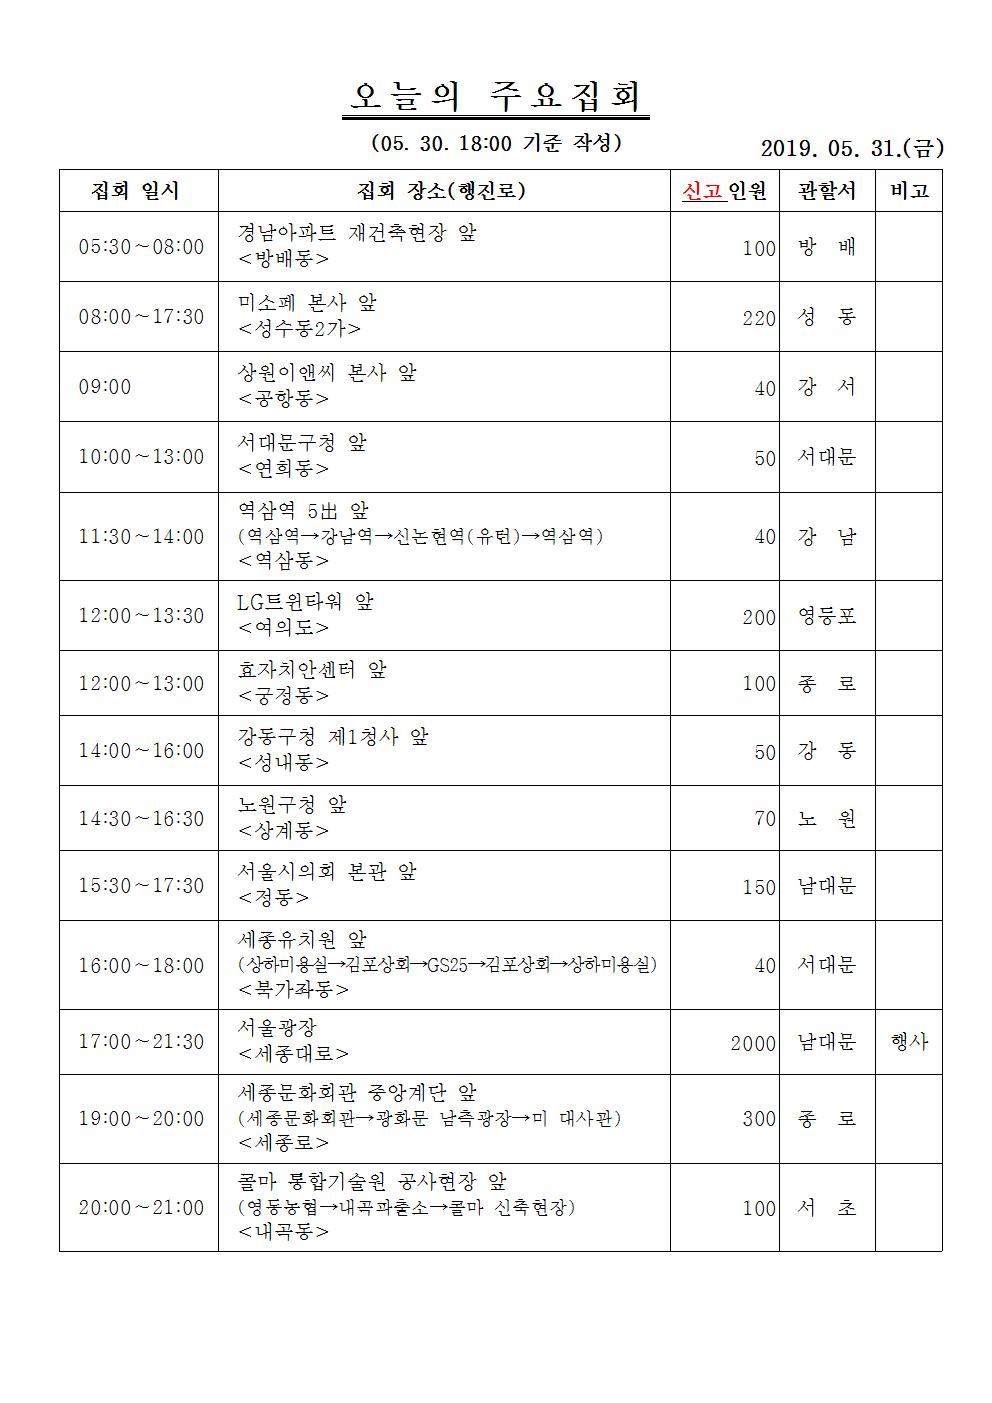 오늘의 주요집회
(05. 30. 18:00 기준 작성)
2019. 05. 31.(금)
집회 일시 집회 장소(행진로) 신고인원 관할서 비고
05:30～08:00 경남아파트 재건축현장 앞 100 방 배
<방배동>
08:00～17:30 미소페 본사 앞 220 성 동
<성수동2가>
09:00 상원이앤씨 본사 앞 40 강 서
<공항동>
10:00～13:00 서대문구청 앞 50 서대문
<연희동>
11:30～14:00 역삼역 5出 앞 40 강 남
(역삼역→강남역→신논현역(유턴)→역삼역)
<역삼동>
12:00～13:30 LG트윈타워 앞 200 영등포
<여의도>
12:00～13:00 효자치안센터 앞 100 종 로
<궁정동>
14:00～16:00 강동구청 제1청사 앞 50 강 동
<성내동>
14:30～16:30 노원구청 앞 70 노 원
<상계동>
15:30～17:30 서울시의회 본관 앞 150 남대문
<정동>
16:00～18:00 세종유치원 앞 40 서대문
(상하미용실→김포상회→GS25→김포상회→상하미용실)
<북가좌동>
17:00～21:30 서울광장 2000 남대문 행사
<세종대로>
19:00～20:00 세종문화회관 중앙계단 앞 300 종 로
(세종문화회관→광화문 남측광장→미 대사관)
<세종로>
20:00～21:00 콜마 통합기술원 공사현장 앞 100 서 초
(영동농협→내곡파출소→콜마 신축현장)
<내곡동>